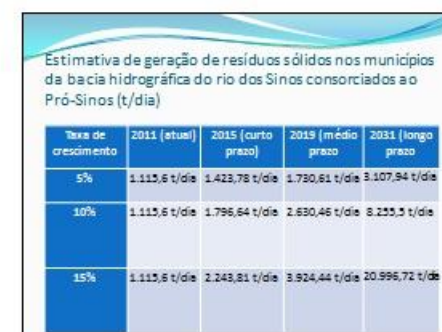 Estimativa de geração de resíduos sólidos nos municípios
da bacia hidrográfica do rio dos Sinos consorciados ao
Pró-Sinos (t/dia)
Taxa de crescimento 2011 (atual) 2015 (curto prazo) 2019 (médio prazo 2031 (longo prazo
5% 1.115,6 t/dia 1.423,78 t/dia 1.730,61 t/dia 3.107,94 t/dia
10% 1.115,6 t/dia 1.796,64 t/dia 2.630,46 t/dia 8.255,5 t/dia
15% 1.115,6 t/dia 2.243,81 t/dia 3.924,44 t/dia 20.996,72 t/dia